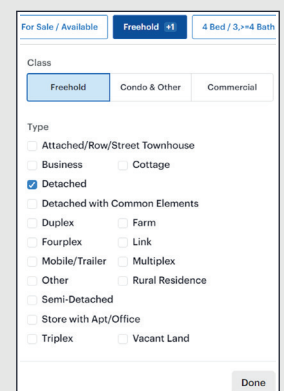 For Sale / Available Freehold +1 4 Bed / 3,>=4 Bath
Class
Freehold Condo & Other Commercial
Type
Attached/Row/Street Townhouse
Business Cottage
Detached
Detached with Common Elements
Duplex Farm
Fourplex Link
Mobile/Trailer Multiplex
Other Rural Residence
Semi-Detached
Store with Apt/Office
Triplex Vacant Land
Done